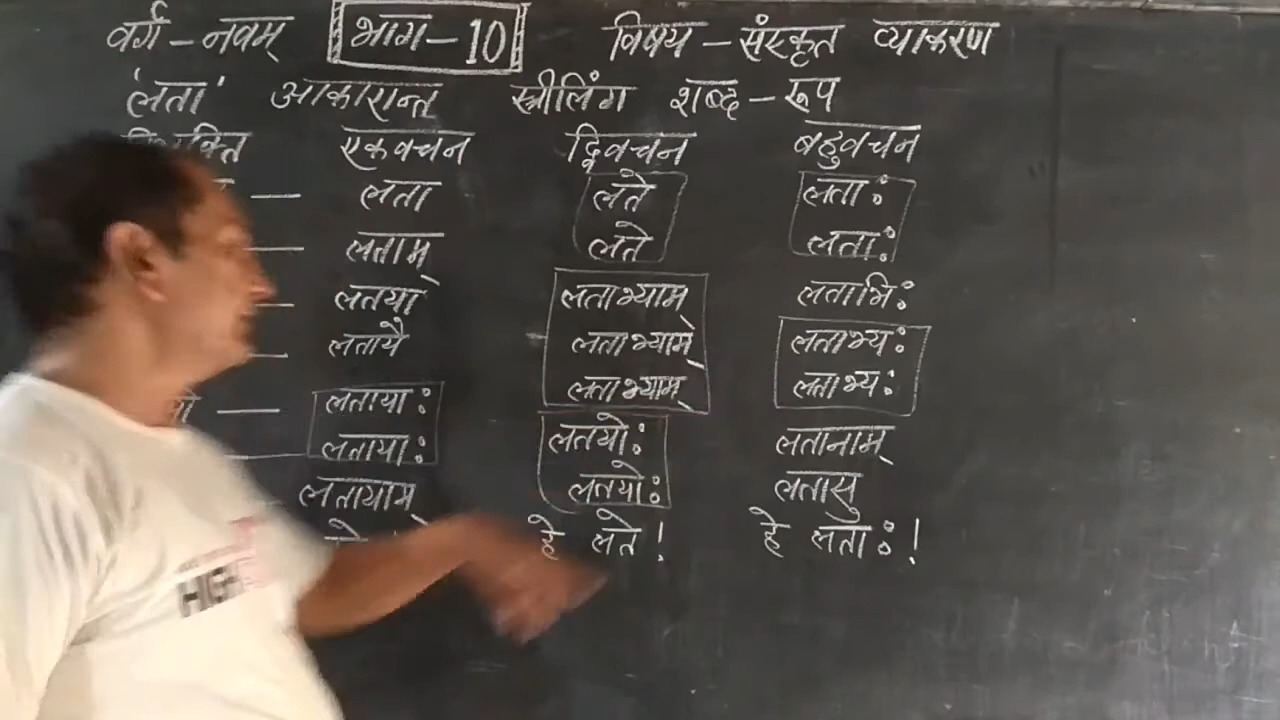 वर्ग - नवम् भाग - 10 विषय - संस्कृत व्याकरण
'लता' आकारान्त स्त्रीलिंग शब्द - रूप
एकवचन द्विवचन बहुवचन
— लता लते लताः
— लताम् लते लताः
— लतया लताभ्याम् लताभिः
— लतायै लताभ्याम् लताभ्यः
— लतायाः लताभ्याम् लताभ्यः
— लतायाः लतयोः लतानाम्
लतायाम् लतयोः लतासु
हे लते! हे लताः!
HIGH